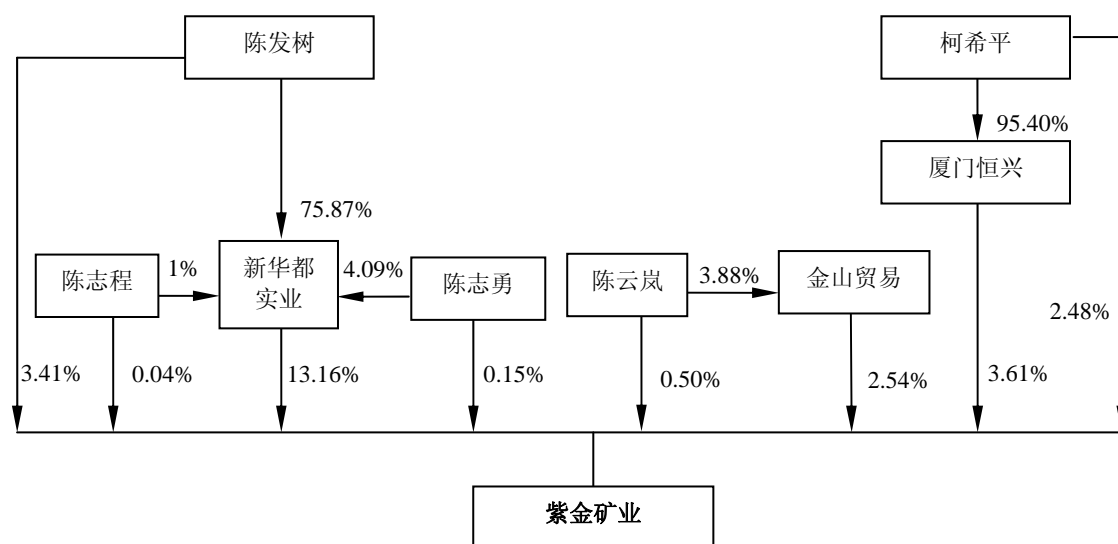 陈发树
柯希平
95.40%
厦门恒兴
75.87%
陈志程
1%
新华都
实业
4.09%
陈志勇
陈云岚
3.88%
金山贸易
2.48%
3.41%
0.04%
13.16%
0.15%
0.50%
2.54%
3.61%
紫金矿业